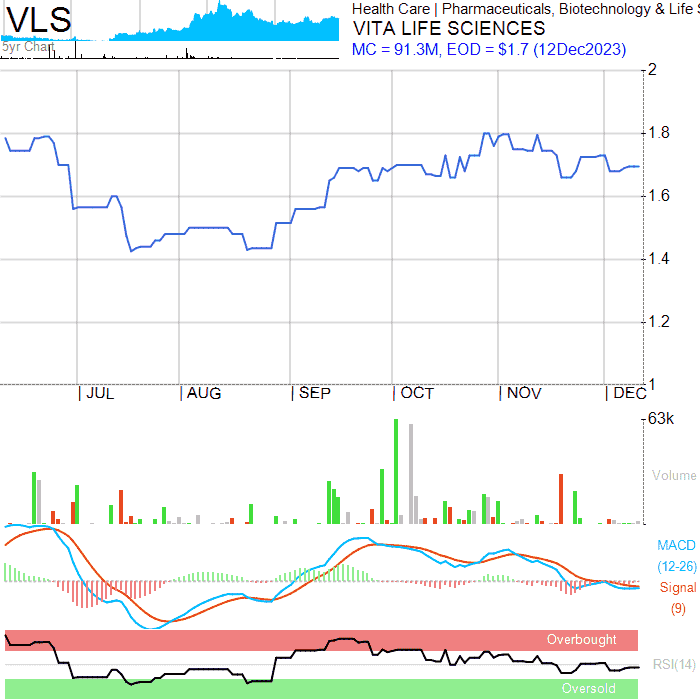 VLS
5yr Chart
Health Care | Pharmaceuticals, Biotechnology & Life S
VITA LIFE SCIENCES
MC = 91.3M, EOD = $1.7 (12Dec2023)
2
1.8
1.6
1.4
1.2
1
| JUL | AUG | SEP | OCT | NOV | DEC
63k
Volume
MACD
(12-26)
Signal
(9)
Overbought
RSI(14)
Oversold